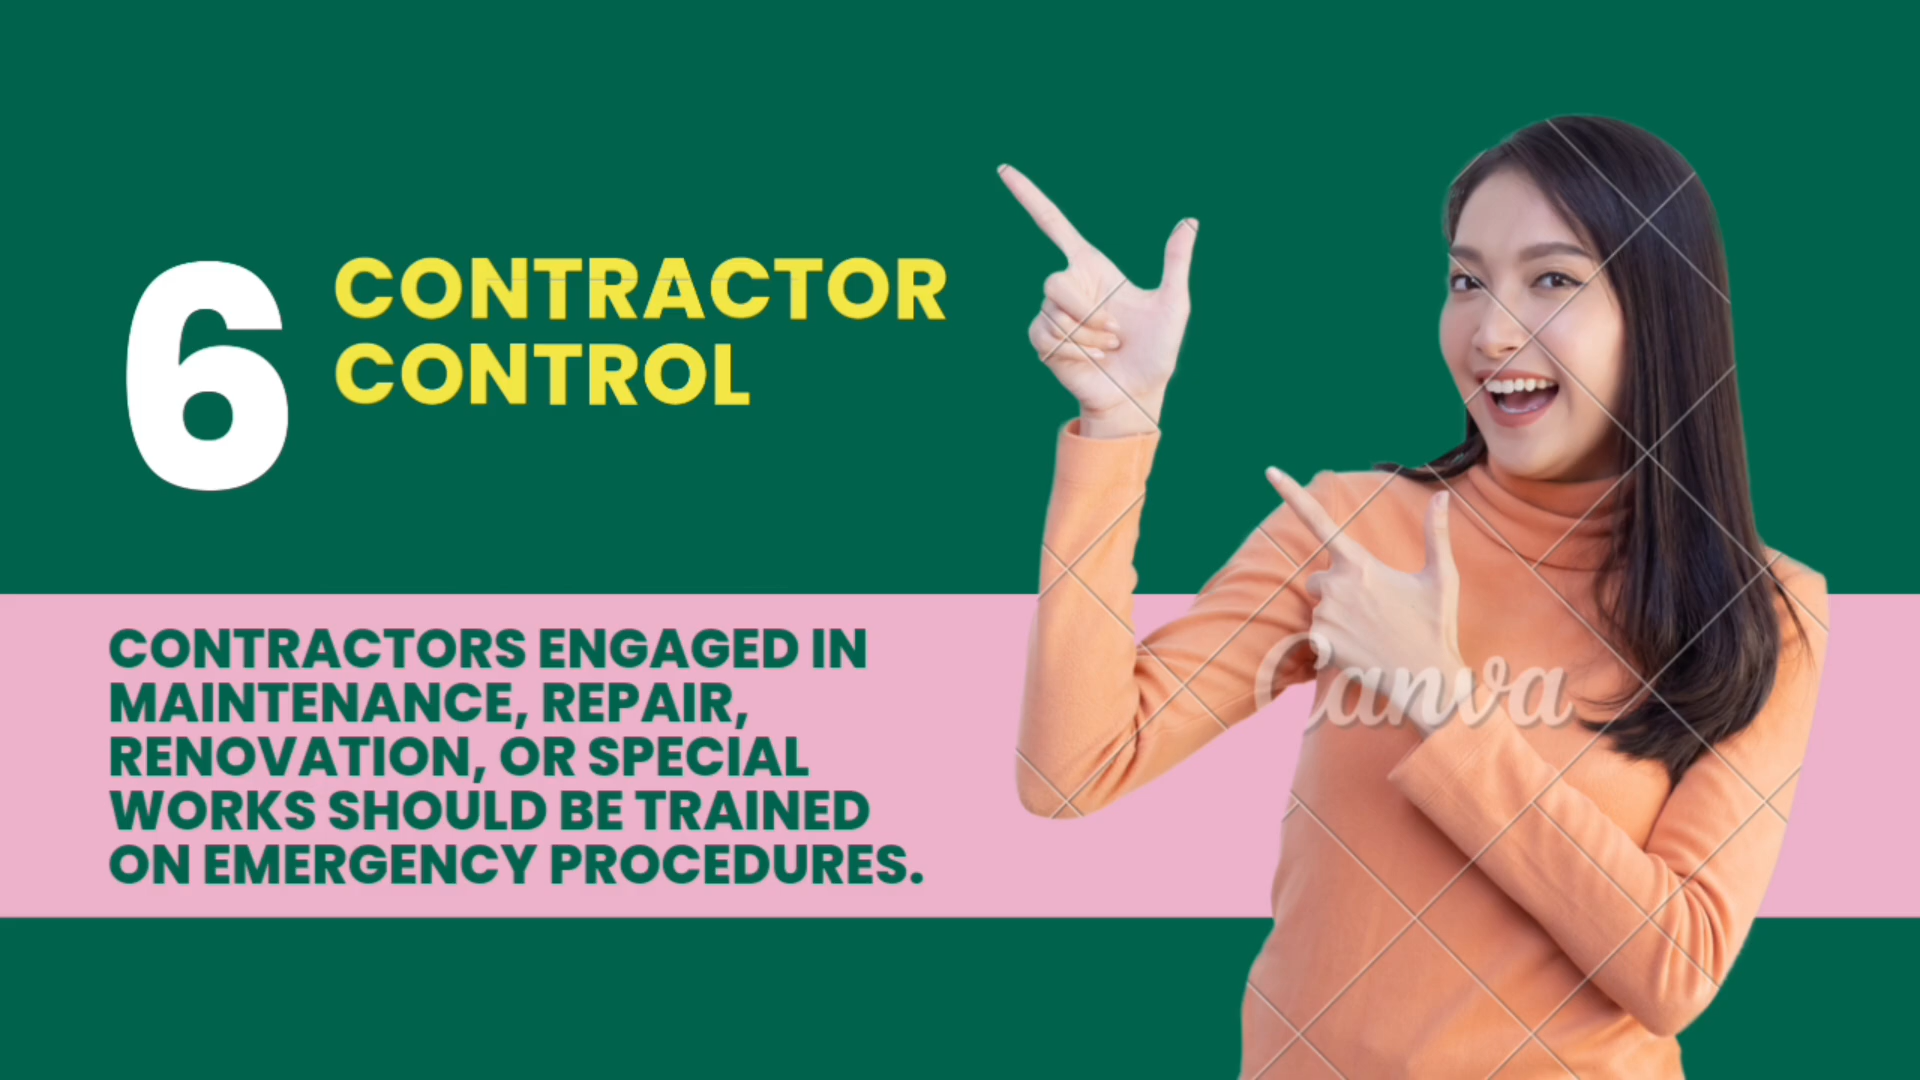 6
CONTRACTOR
CONTROL
CONTRACTORS ENGAGED IN
MAINTENANCE, REPAIR,
RENOVATION, OR SPECIAL
WORKS SHOULD BE TRAINED
ON EMERGENCY PROCEDURES.
Canva